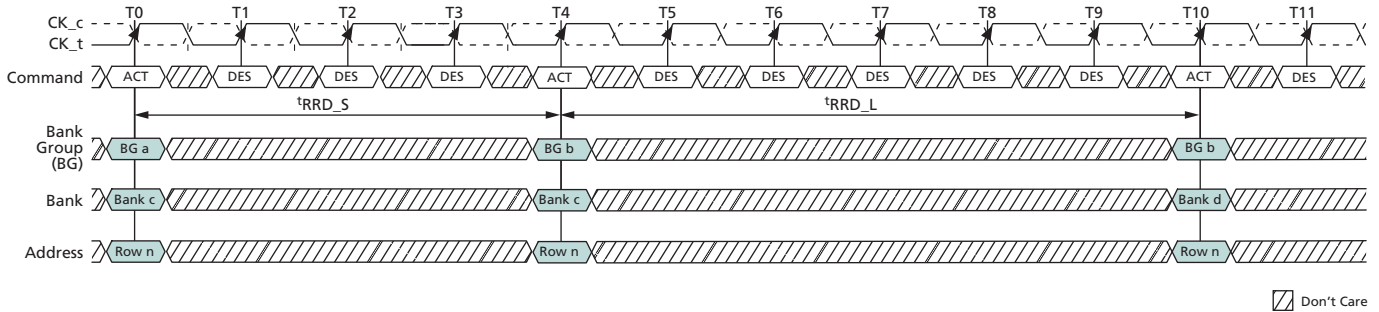 T0 T1 T2 T3 T4 T5 T6 T7 T8 T9 T10 T11
CK_c
CK_t
Command ACT DES DES DES ACT DES DES DES DES DES ACT DES
tRRD_S tRRD_L
Bank
Group
(BG)
BG a BG b BG b
Bank Bank c Bank c Bank d
Address Row n Row n Row n
Don't Care